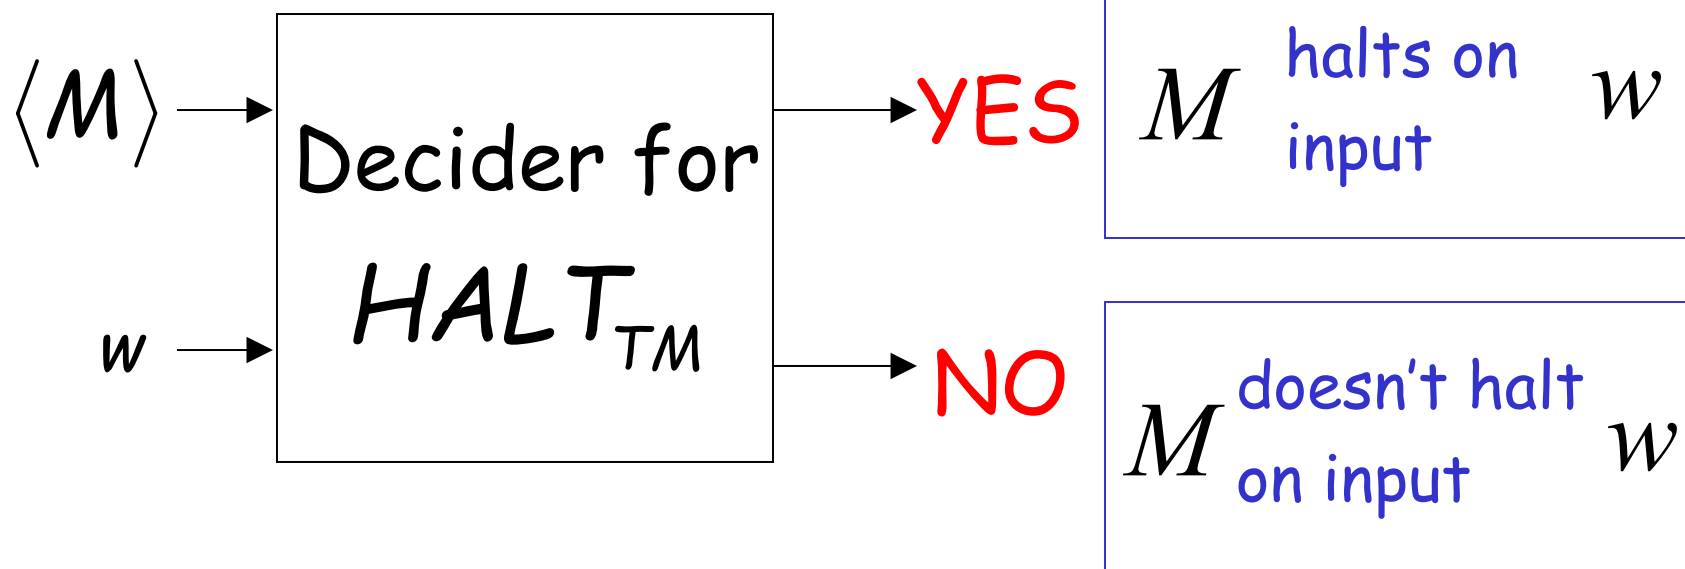 ⟨M⟩
w
Decider for
HALT_TM
YES
M halts on input w
NO
M doesn't halt on input w